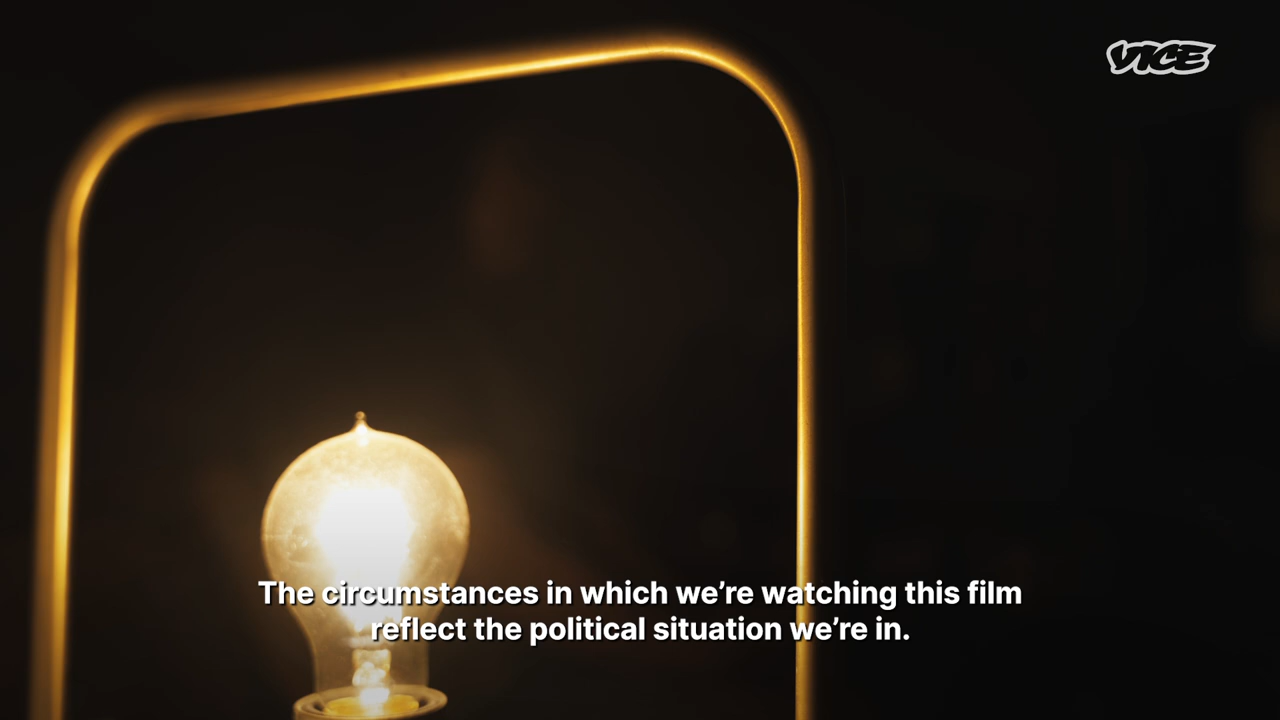 VICE
The circumstances in which we're watching this film
reflect the political situation we're in.